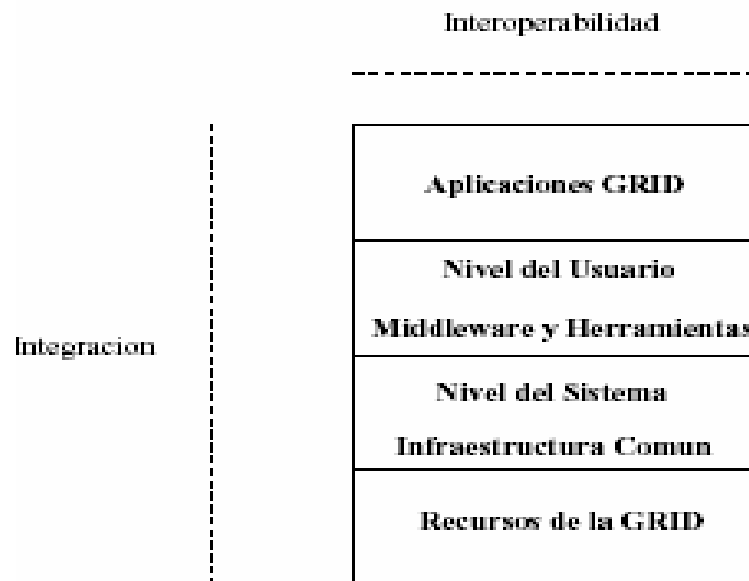 Interoperabilidad
Aplicaciones GRID
Nivel del Usuario
Middleware y Herramientas
Integracion
Nivel del Sistema
Infraestructura Comun
Recursos de la GRID